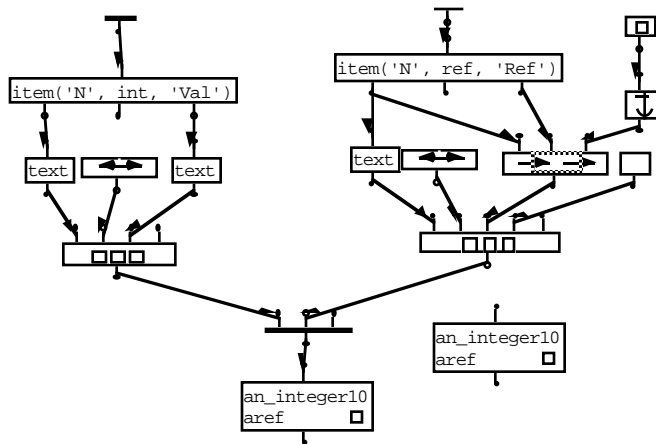 item('N', int, 'Val')
item('N', ref, 'Ref')
text
text
text
an_integer10
aref
an_integer10
aref